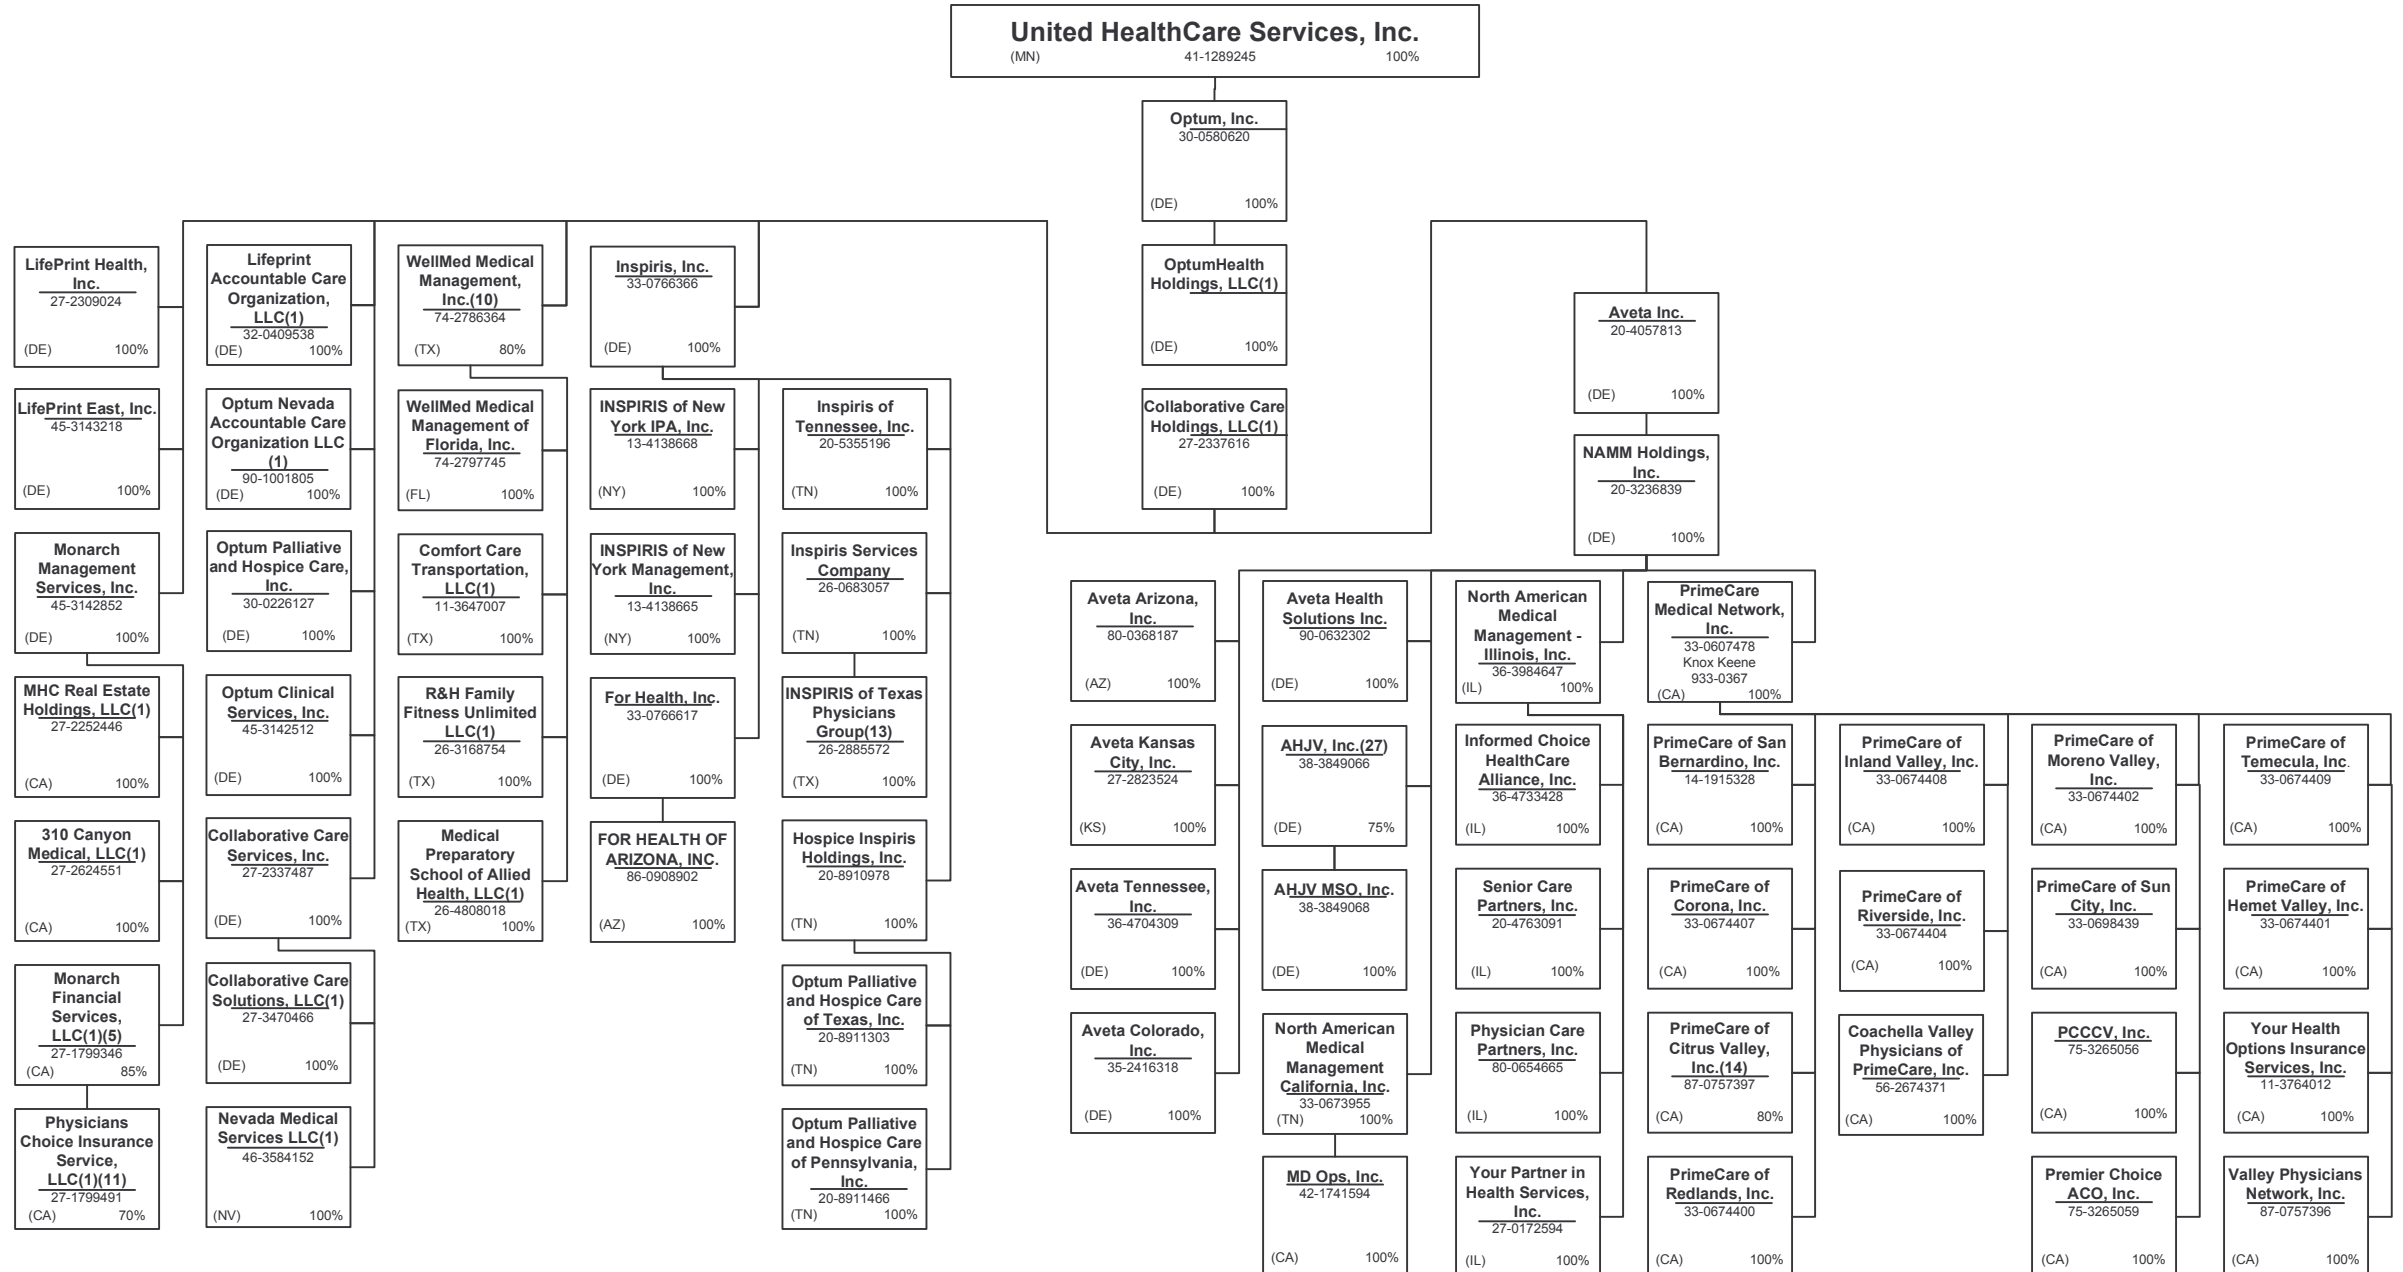 United HealthCare Services, Inc.
(MN) 41-1289245 100%
Optum, Inc.
30-0580620
(DE) 100%
OptumHealth
Holdings, LLC(1)
(DE) 100%
Collaborative Care
Holdings, LLC(1)
27-2337616
(DE) 100%
LifePrint Health,
Inc.
27-2309024
(DE) 100%
LifePrint East, Inc.
45-3143218
(DE) 100%
Monarch
Management
Services, Inc.
45-3142852
(DE) 100%
MHC Real Estate
Holdings, LLC(1)
27-2252446
(CA) 100%
310 Canyon
Medical, LLC(1)
27-2624551
(CA) 100%
Monarch
Financial
Services,
LLC(1)(5)
27-1799346
(CA) 85%
Physicians
Choice Insurance
Service,
LLC(1)(11)
27-1799491
(CA) 70%
Lifeprint
Accountable Care
Organization,
LLC(1)
32-0409538
(DE) 100%
Optum Nevada
Accountable Care
Organization LLC
(1)
90-1001805
(DE) 100%
Optum Palliative
and Hospice Care,
Inc.
30-0226127
(DE) 100%
Optum Clinical
Services, Inc.
45-3142512
(DE) 100%
Collaborative Care
Services, Inc.
27-2337487
(DE) 100%
Collaborative Care
Solutions, LLC(1)
27-3470466
(DE) 100%
Nevada Medical
Services LLC(1)
46-3584152
(NV) 100%
WellMed Medical
Management,
Inc.(10)
74-2786364
(TX) 80%
WellMed Medical
Management of
Florida, Inc.
74-2797745
(FL) 100%
Comfort Care
Transportation,
LLC(1)
11-3647007
(TX) 100%
R&H Family
Fitness Unlimited
LLC(1)
26-3168754
(TX) 100%
Medical
Preparatory
School of Allied
Health, LLC(1)
26-4808018
(TX) 100%
Inspiris, Inc.
33-0766366
(DE) 100%
INSPIRIS of New
York IPA, Inc.
13-4138668
(NY) 100%
INSPIRIS of New
York Management,
Inc.
13-4138665
(NY) 100%
For Health, Inc.
33-0766617
(DE) 100%
FOR HEALTH OF
ARIZONA, INC.
86-0908902
(AZ) 100%
Inspiris of
Tennessee, Inc.
20-5355196
(TN) 100%
Inspiris Services
Company
26-0683057
(TN) 100%
INSPIRIS of Texas
Physicians
Group(13)
26-2885572
(TX) 100%
Hospice Inspiris
Holdings, Inc.
20-8910978
(TN) 100%
Optum Palliative
and Hospice Care
of Texas, Inc.
20-8911303
(TN) 100%
Optum Palliative
and Hospice Care
of Pennsylvania,
Inc.
20-8911466
(TN) 100%
Aveta Inc.
20-4057813
(DE) 100%
NAMM Holdings,
Inc.
20-3236839
(DE) 100%
Aveta Arizona,
Inc.
80-0368187
(AZ) 100%
Aveta Kansas
City, Inc.
27-2823524
(KS) 100%
Aveta Tennessee,
Inc.
36-4704309
(DE) 100%
Aveta Colorado,
Inc.
35-2416318
(DE) 100%
Aveta Health
Solutions Inc.
90-0632302
(DE) 100%
AHJV, Inc.(27)
38-3849066
(DE) 75%
AHJV MSO, Inc.
38-3849068
(DE) 100%
North American
Medical
Management
California, Inc.
33-0673955
(TN) 100%
MD Ops, Inc.
42-1741594
(CA) 100%
North American
Medical
Management -
Illinois, Inc.
36-3984647
(IL) 100%
Informed Choice
HealthCare
Alliance, Inc.
36-4733428
(IL) 100%
Senior Care
Partners, Inc.
20-4763091
(IL) 100%
Physician Care
Partners, Inc.
80-0654665
(IL) 100%
Your Partner in
Health Services,
Inc.
27-0172594
(IL) 100%
PrimeCare
Medical Network,
Inc.
33-0607478
Knox Keene
933-0367
(CA) 100%
PrimeCare of San
Bernardino, Inc.
14-1915328
(CA) 100%
PrimeCare of
Corona, Inc.
33-0674407
(CA) 100%
PrimeCare of
Citrus Valley,
Inc.(14)
87-0757397
(CA) 80%
PrimeCare of
Redlands, Inc.
33-0674400
(CA) 100%
PrimeCare of
Inland Valley, Inc.
33-0674408
(CA) 100%
PrimeCare of
Riverside, Inc.
33-0674404
(CA) 100%
Coachella Valley
Physicians of
PrimeCare, Inc.
56-2674371
(CA) 100%
PrimeCare of
Moreno Valley,
Inc.
33-0674402
(CA) 100%
PrimeCare of Sun
City, Inc.
33-0698439
(CA) 100%
PCCCV, Inc.
75-3265056
(CA) 100%
Premier Choice
ACO, Inc.
75-3265059
(CA) 100%
PrimeCare of
Temecula, Inc.
33-0674409
(CA) 100%
PrimeCare of
Hemet Valley, Inc.
33-0674401
(CA) 100%
Your Health
Options Insurance
Services, Inc.
11-3764012
(CA) 100%
Valley Physicians
Network, Inc.
87-0757396
(CA) 100%